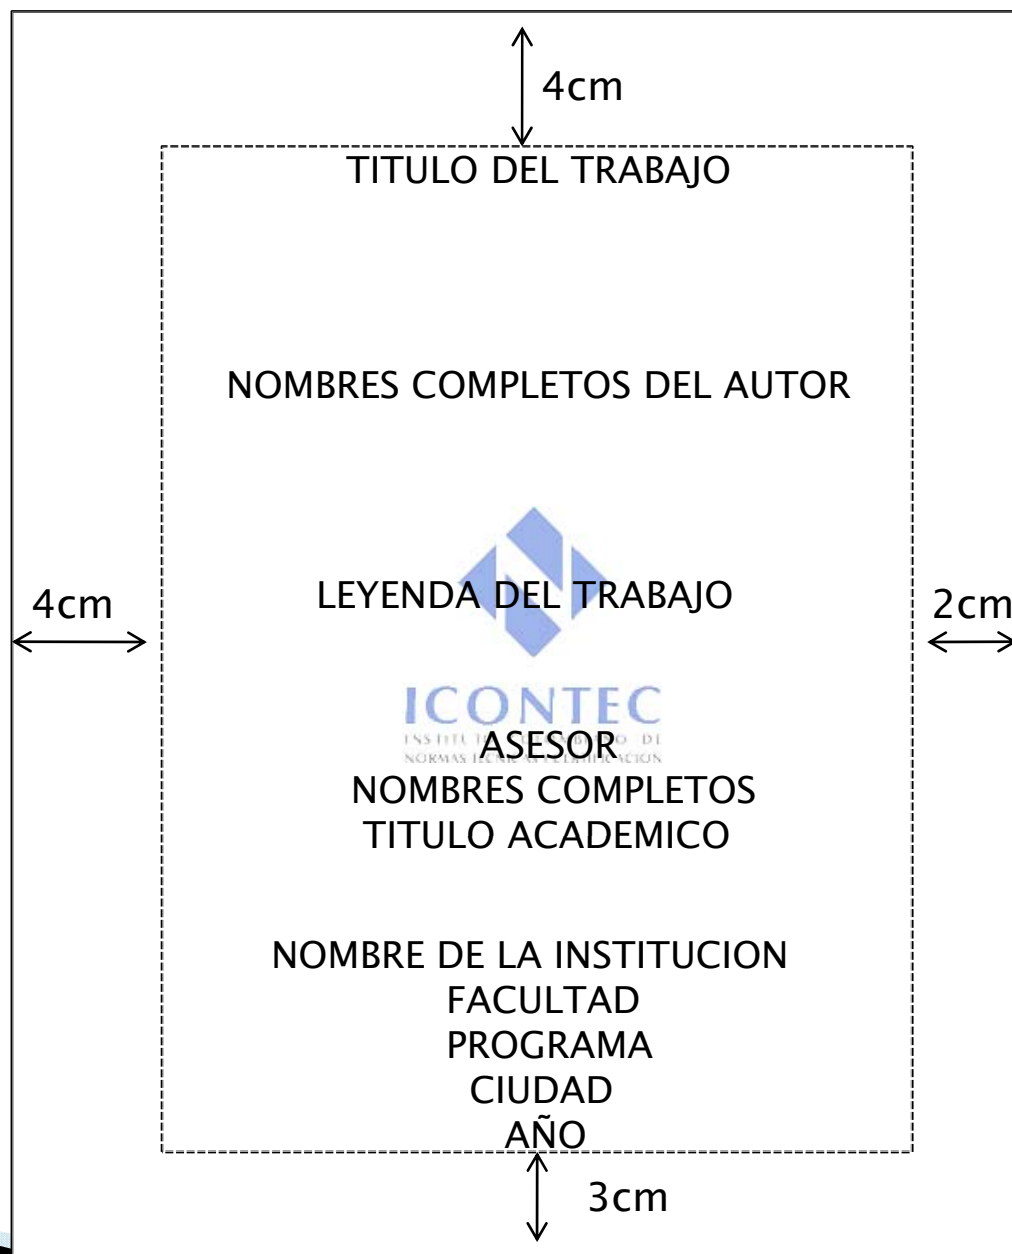 4cm
TITULO DEL TRABAJO
NOMBRES COMPLETOS DEL AUTOR
4cm
LEYENDA DEL TRABAJO
2cm
ICONTEC
ASESOR
NOMBRES COMPLETOS
TITULO ACADEMICO
NOMBRE DE LA INSTITUCION
FACULTAD
PROGRAMA
CIUDAD
AÑO
3cm